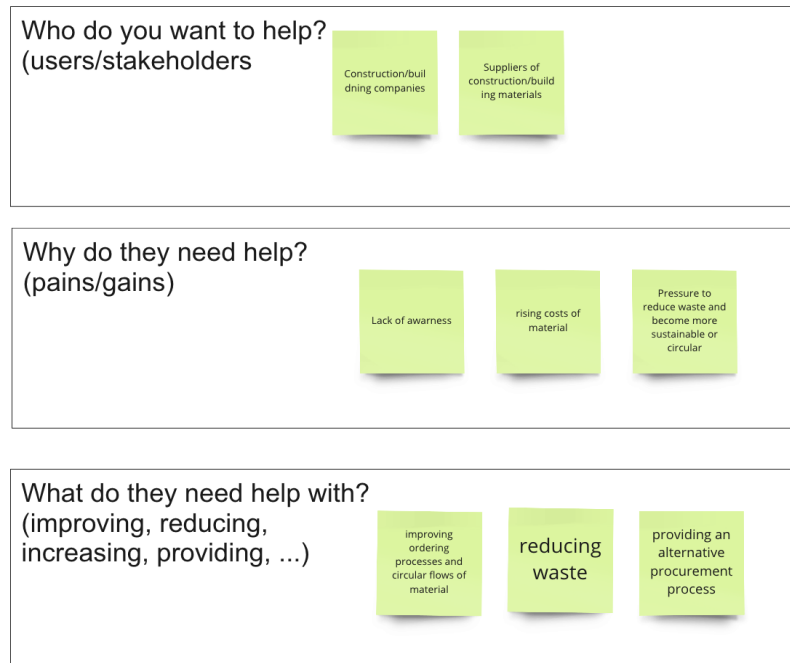 Who do you want to help?
(users/stakeholders
Construction/buil
dning companies
Suppliers of
construction/build
ing materials
Why do they need help?
(pains/gains)
Lack of awarness
rising costs of
material
Pressure to
reduce waste and
become more
sustainable or
circular
What do they need help with?
(improving, reducing,
increasing, providing, ...)
improving
ordering
processes and
circular flows of
material
reducing
waste
providing an
alternative
procurement
process